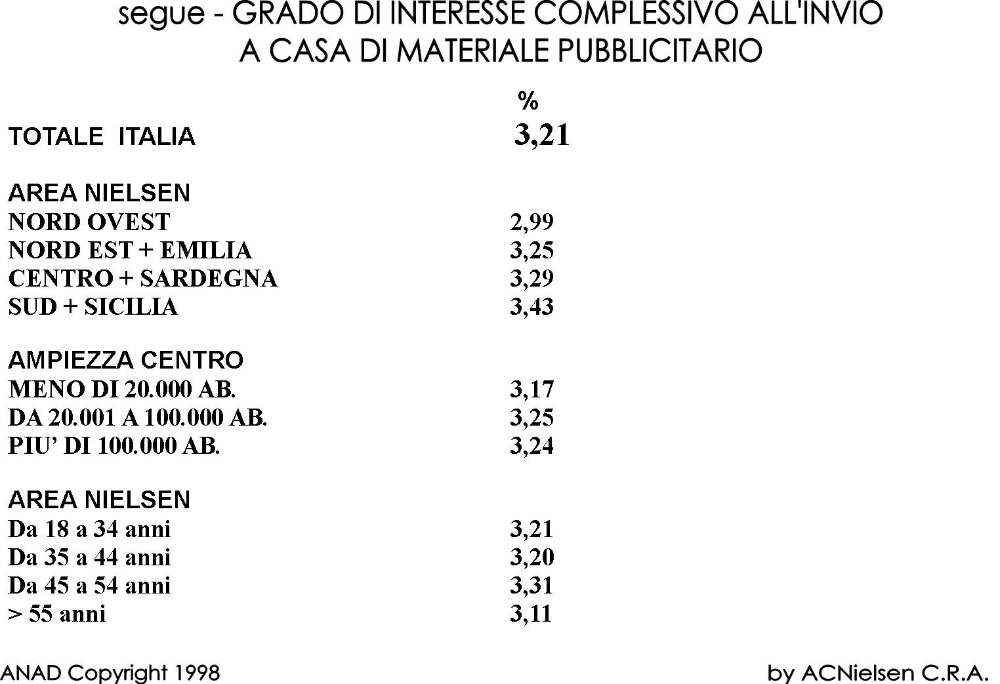 segue - GRADO DI INTERESSE COMPLESSIVO ALL'INVIO
A CASA DI MATERIALE PUBBLICITARIO
%
TOTALE ITALIA 3,21
AREA NIELSEN
NORD OVEST 2,99
NORD EST + EMILIA 3,25
CENTRO + SARDEGNA 3,29
SUD + SICILIA 3,43
AMPIEZZA CENTRO
MENO DI 20.000 AB. 3,17
DA 20.001 A 100.000 AB. 3,25
PIU’ DI 100.000 AB. 3,24
AREA NIELSEN
Da 18 a 34 anni 3,21
Da 35 a 44 anni 3,20
Da 45 a 54 anni 3,31
> 55 anni 3,11
ANAD Copyright 1998 by ACNielsen C.R.A.